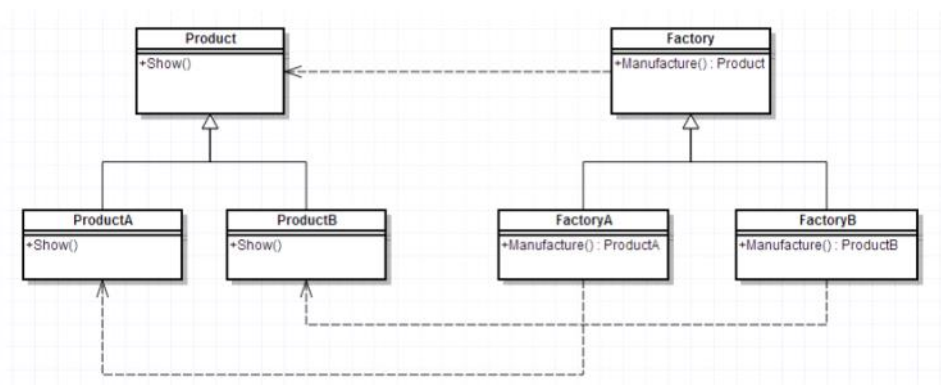 Product
+Show()
Factory
+Manufacture() : Product
ProductA
+Show()
ProductB
+Show()
FactoryA
+Manufacture() : ProductA
FactoryB
+Manufacture() : ProductB